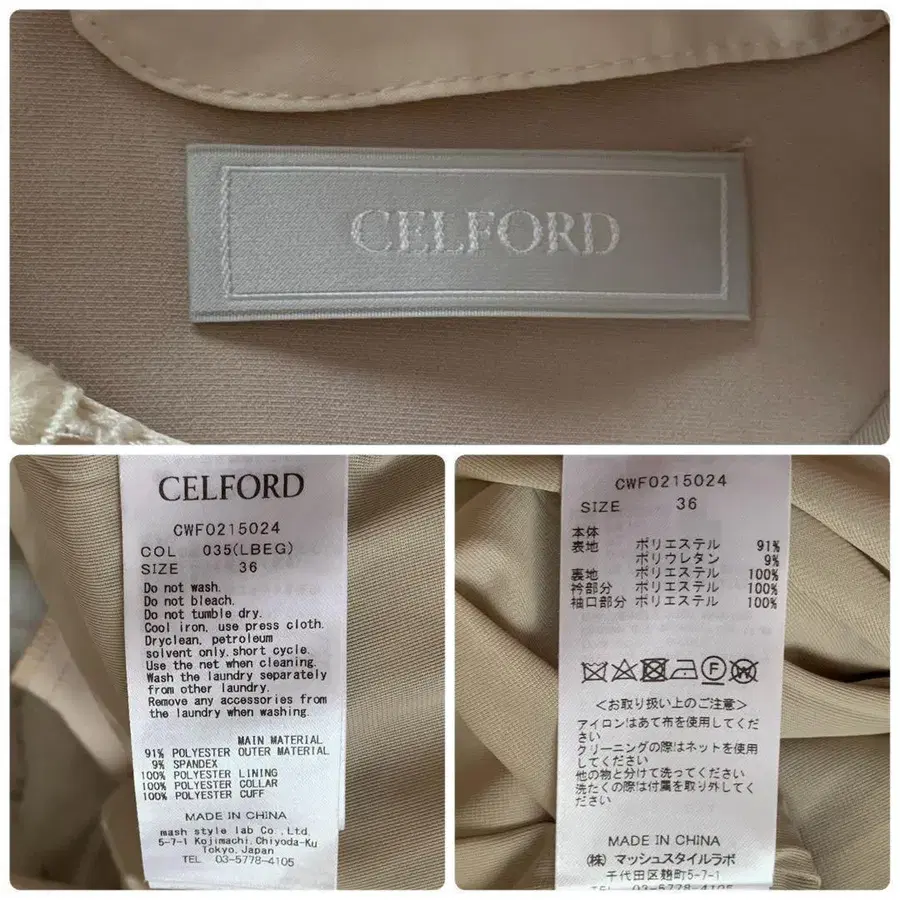 CELFORD
CELFORD
CWF0215024
COL 035(LBEG)
SIZE 36
Do not wash.
Do not bleach.
Do not tumble dry.
Cool iron, use press cloth.
Dryclean, petroleum
solvent only.short cycle.
Use the net when cleaning.
Wash the laundry separately
from other laundry.
Remove any accessories from
the laundry when washing.
MAIN MATERIAL
91% POLYESTER OUTER MATERIAL
9% SPANDEX
100% POLYESTER LINING
100% POLYESTER COLLAR
100% POLYESTER CUFF
MADE IN CHINA
mash style lab Co.,Ltd.
5-7-1 Kojimachi,Chiyoda-Ku
Tokyo,Japan
TEL 03-5778-4105
CWF0215024
SIZE 36
本体
表地 ポリエステル 91%
ポリウレタン 9%
裏地 ポリエステル 100%
衿部分 ポリエステル 100%
袖口部分 ポリエステル 100%
F W
<お取り扱い上のご注意>
アイロンはあて布を使用してくだ
さい
クリーニングの際はネットを使用
してください
他の物と分けて洗ってください
洗たくの際は付属を取り外してく
ださい
MADE IN CHINA
(株) マッシュスタイルラボ
千代田区麹町5-7-1
TEL 03-5778-4105